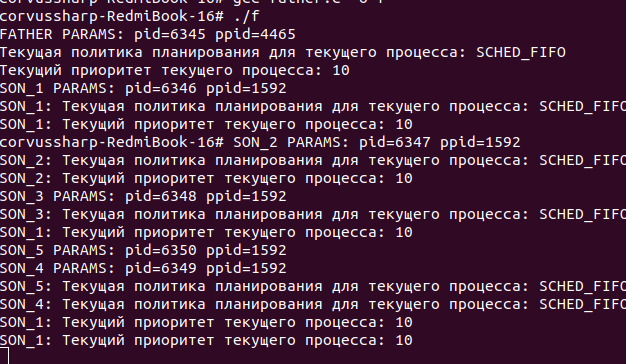 corvussharp-RedmiBook-16# ./f
FATHER PARAMS: pid=6345 ppid=4465
Текущая политика планирования для текущего процесса: SCHED_FIFO
Текущий приоритет текущего процесса: 10
SON_1 PARAMS: pid=6346 ppid=1592
SON_1: Текущая политика планирования для текущего процесса: SCHED_FIFO
SON_1: Текущий приоритет текущего процесса: 10
corvussharp-RedmiBook-16# SON_2 PARAMS: pid=6347 ppid=1592
SON_2: Текущая политика планирования для текущего процесса: SCHED_FIFO
SON_2: Текущий приоритет текущего процесса: 10
SON_3 PARAMS: pid=6348 ppid=1592
SON_3: Текущая политика планирования для текущего процесса: SCHED_FIFO
SON_1: Текущий приоритет текущего процесса: 10
SON_5 PARAMS: pid=6350 ppid=1592
SON_4 PARAMS: pid=6349 ppid=1592
SON_5: Текущая политика планирования для текущего процесса: SCHED_FIFO
SON_4: Текущая политика планирования для текущего процесса: SCHED_FIFO
SON_1: Текущий приоритет текущего процесса: 10
SON_1: Текущий приоритет текущего процесса: 10